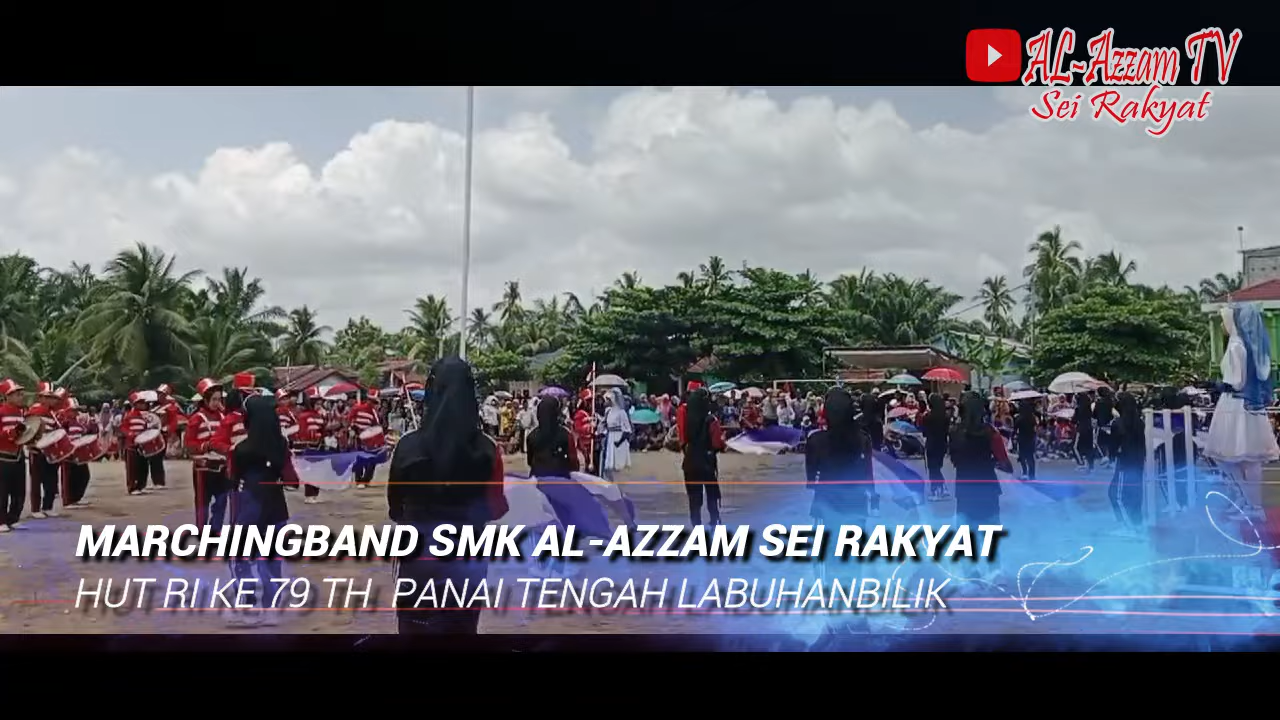 AL-Azzam TV
Sei Rakyat
MARCHINGBAND SMK AL-AZZAM SEI RAKYAT
HUT RI KE 79 TH PANAI TENGAH LABUHANBILIK